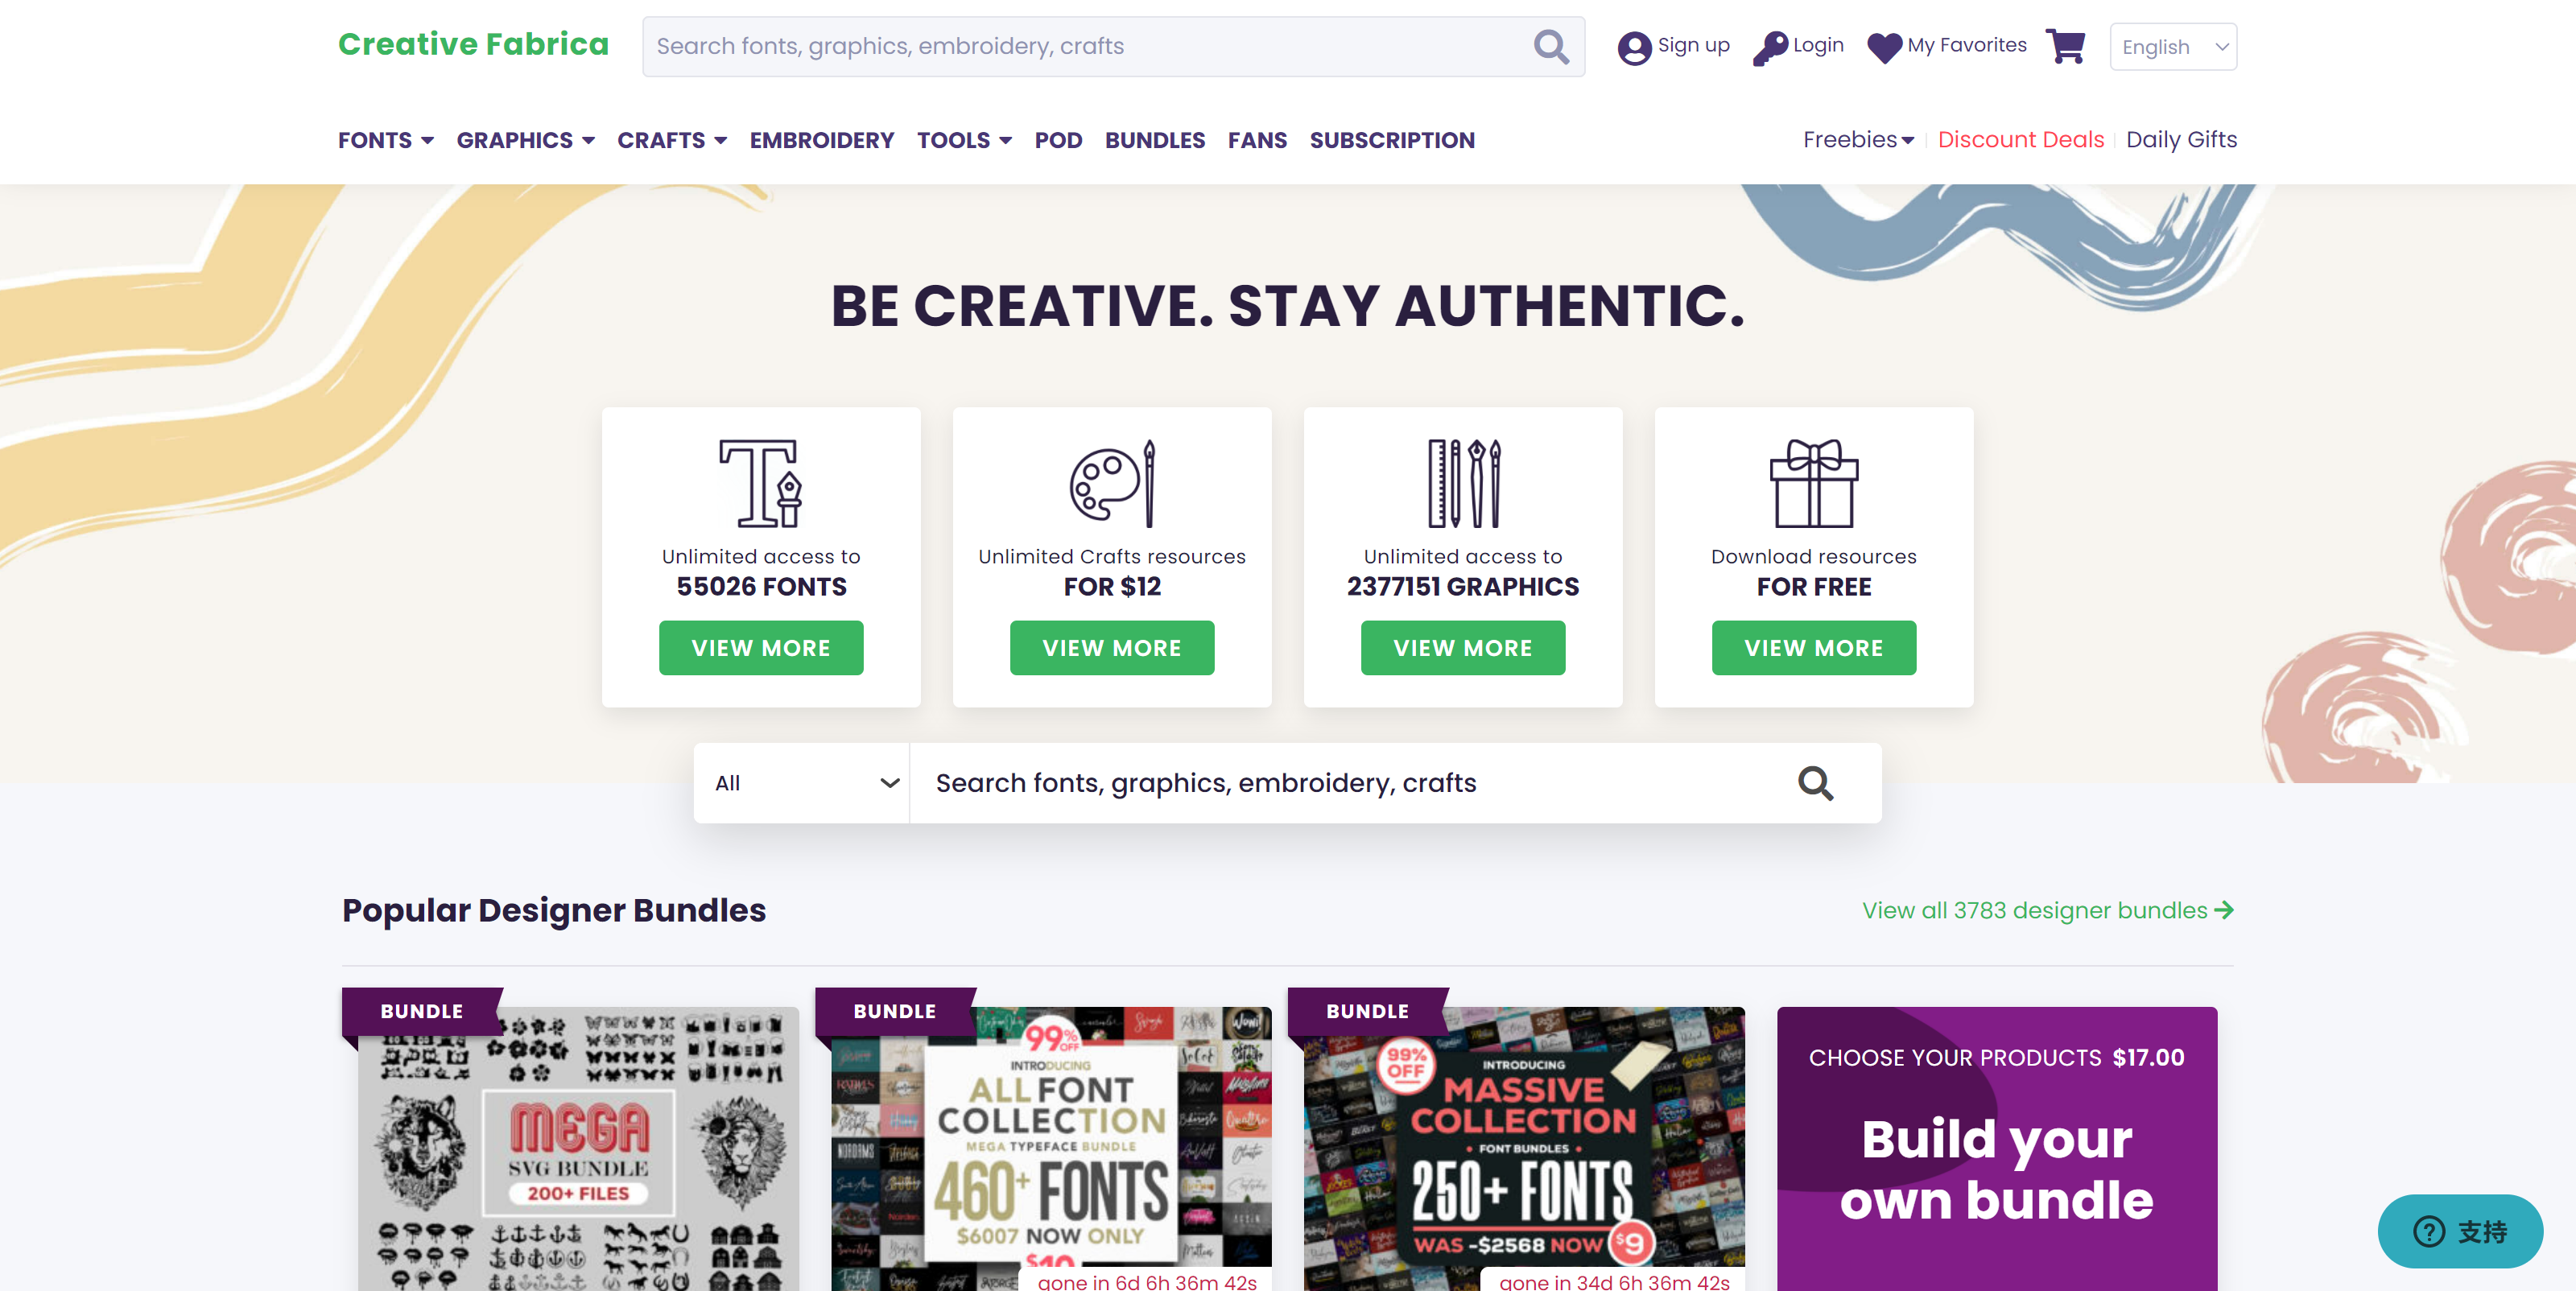 Creative Fabrica
Search fonts, graphics, embroidery, crafts
Sign up
Login
My Favorites
English
FONTS
GRAPHICS
CRAFTS
EMBROIDERY
TOOLS
POD
BUNDLES
FANS
SUBSCRIPTION
Freebies
Discount Deals
Daily Gifts
BE CREATIVE. STAY AUTHENTIC.
Unlimited access to
55026 FONTS
VIEW MORE
Unlimited Crafts resources
FOR $12
VIEW MORE
Unlimited access to
2377151 GRAPHICS
VIEW MORE
Download resources
FOR FREE
VIEW MORE
All
Search fonts, graphics, embroidery, crafts
Popular Designer Bundles
View all 3783 designer bundles
BUNDLE
MEGA
SVG BUNDLE
200+ FILES
BUNDLE
99% OFF
INTRODUCING
ALL FONT
COLLECTION
MEGA TYPEFACE BUNDLE
460+ FONTS
$6007 NOW ONLY
$10
gone in 6d 6h 36m 42s
BUNDLE
99%
OFF
INTRODUCING
MASSIVE
COLLECTION
• FONT BUNDLES •
250+ FONTS
WAS -$2568 NOW $9
gone in 34d 6h 36m 42s
CHOOSE YOUR PRODUCTS $17.00
Build your
own bundle
支持